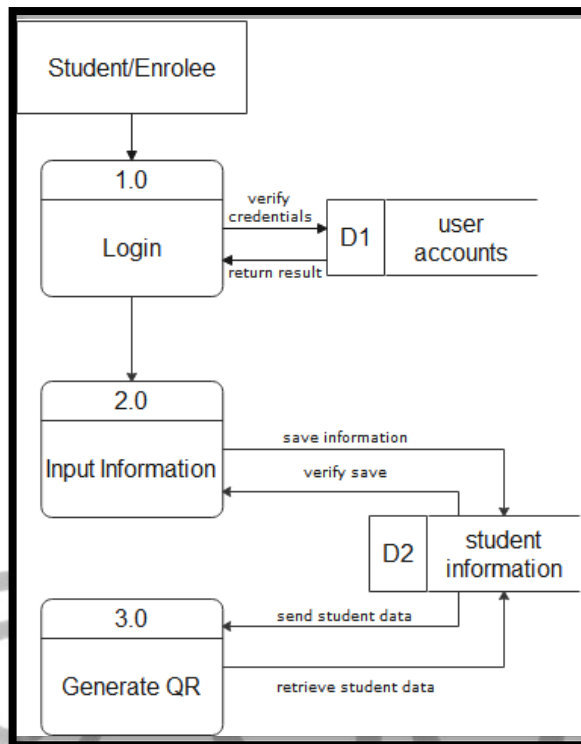 Student/Enrolee
1.0
Login
verify
credentials
return result
D1
user
accounts
2.0
Input Information
save information
verify save
D2
student
information
3.0
Generate QR
send student data
retrieve student data